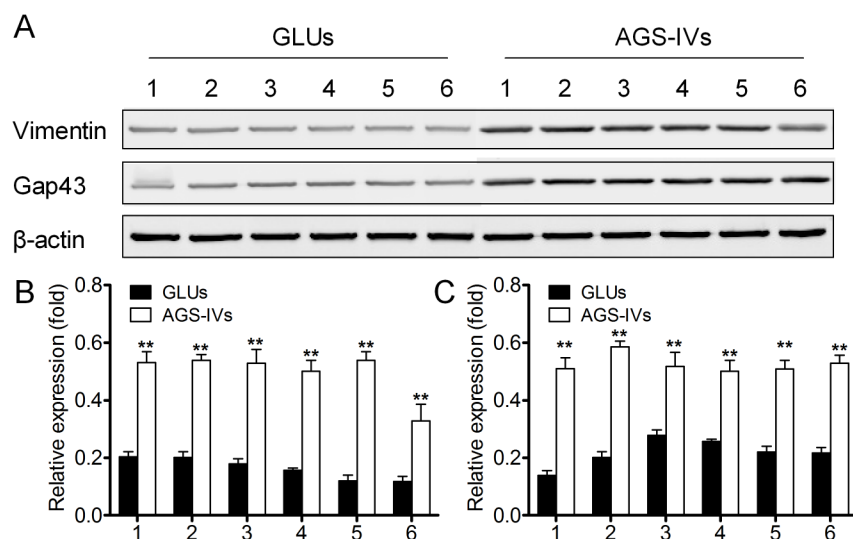 A
GLUs AGS-IVs
1 2 3 4 5 6 1 2 3 4 5 6
Vimentin
Gap43
β-actin
B
Relative expression (fold)
0.8
0.6
0.4
0.2
0.0
GLUs
AGS-IVs
** ** ** ** ** **
1 2 3 4 5 6
C
Relative expression (fold)
0.8
0.6
0.4
0.2
0.0
GLUs
AGS-IVs
** ** ** ** ** **
1 2 3 4 5 6